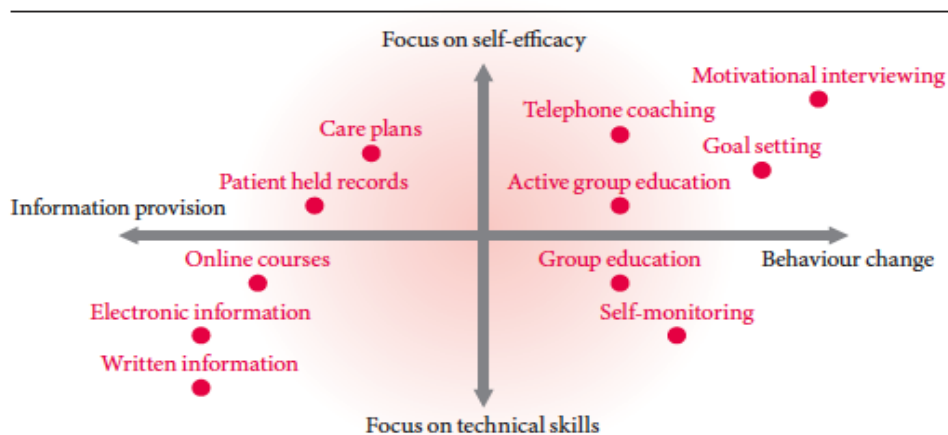 Focus on self-efficacy
Motivational interviewing
Telephone coaching
Care plans
Goal setting
Patient held records
Active group education
Information provision
Online courses
Group education
Behaviour change
Electronic information
Self-monitoring
Written information
Focus on technical skills